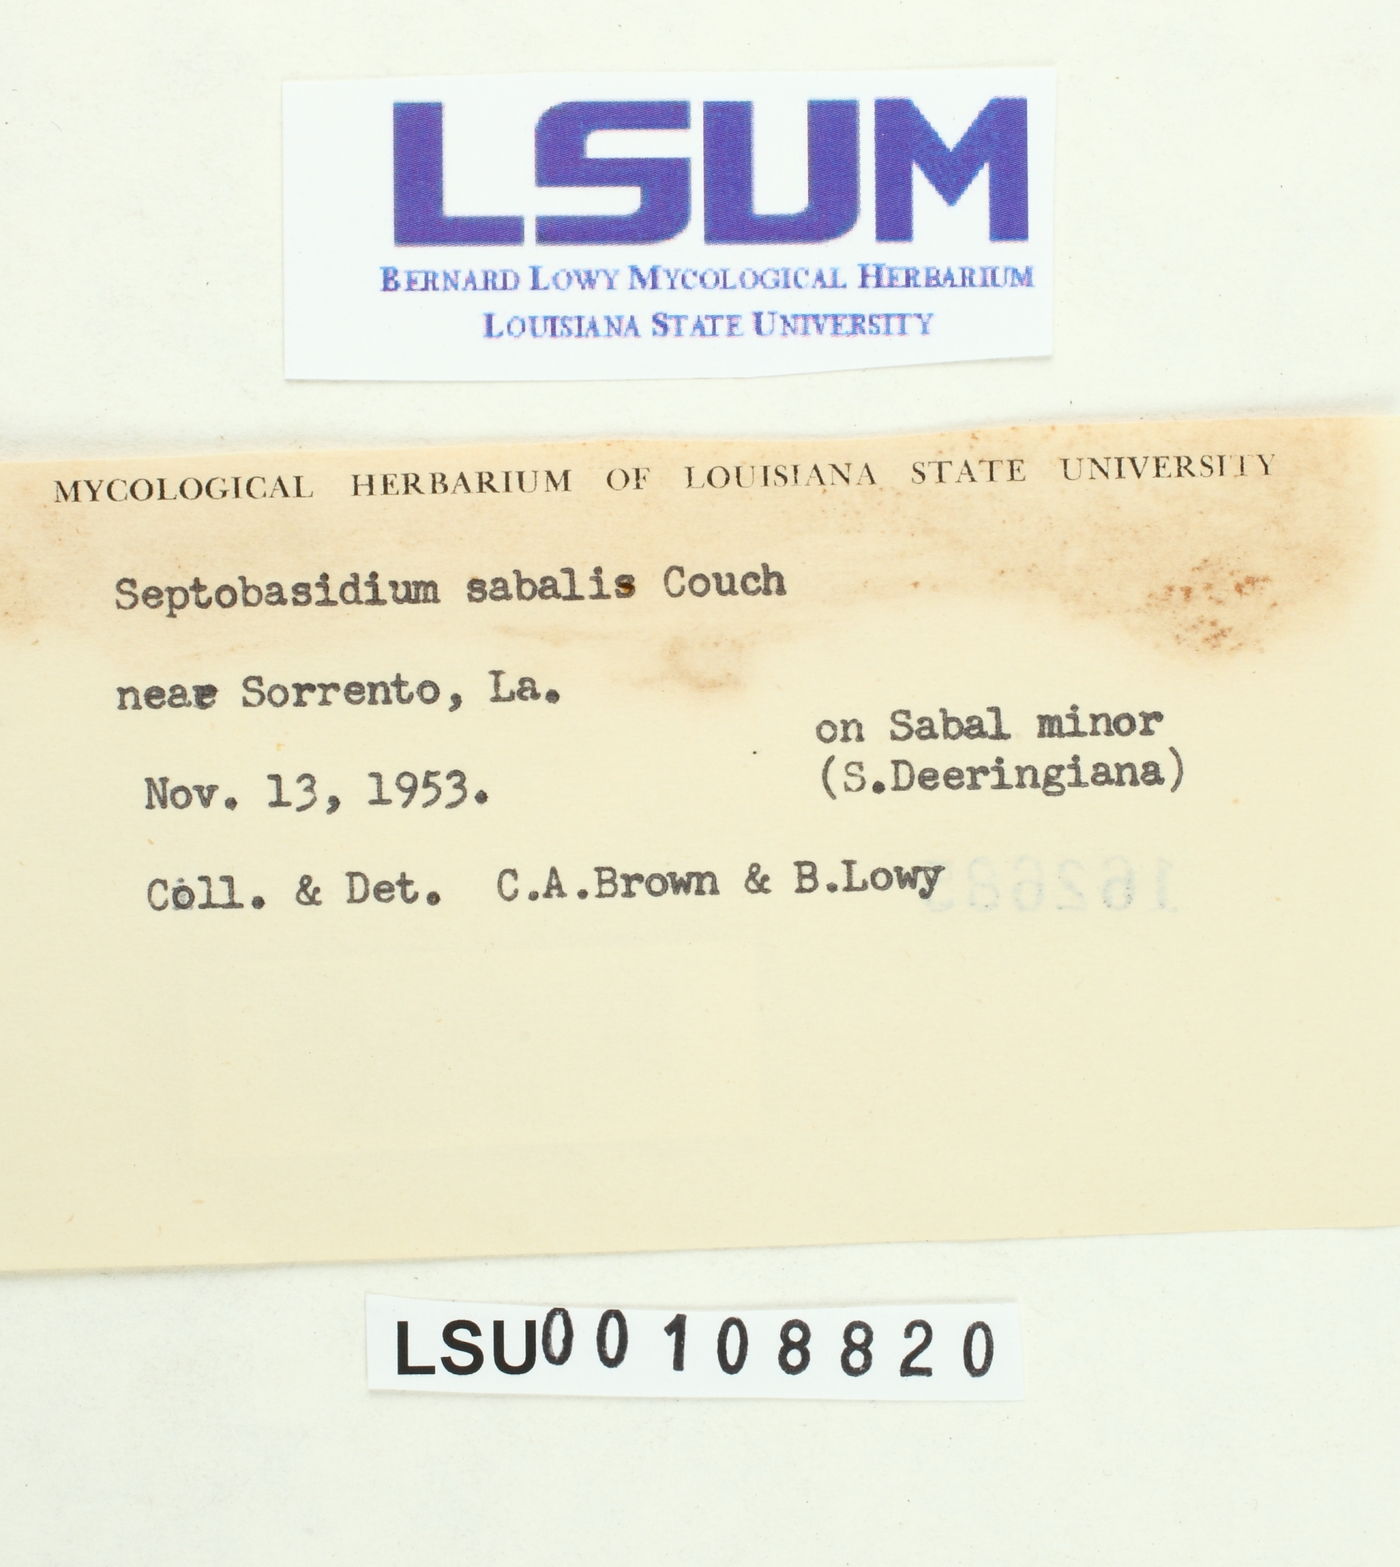 LSUM
BERNARD LOWY MYCOLOGICAL HERBARIUM
LOUISIANA STATE UNIVERSITY
MYCOLOGICAL HERBARIUM OF LOUISIANA STATE UNIVERSITY
Septobasidium sabalis Couch
near Sorrento, La.
on Sabal minor
(S.Deeringiana)
Nov. 13, 1953.
Coll. & Det. C.A.Brown & B.Lowy
LSU00108820